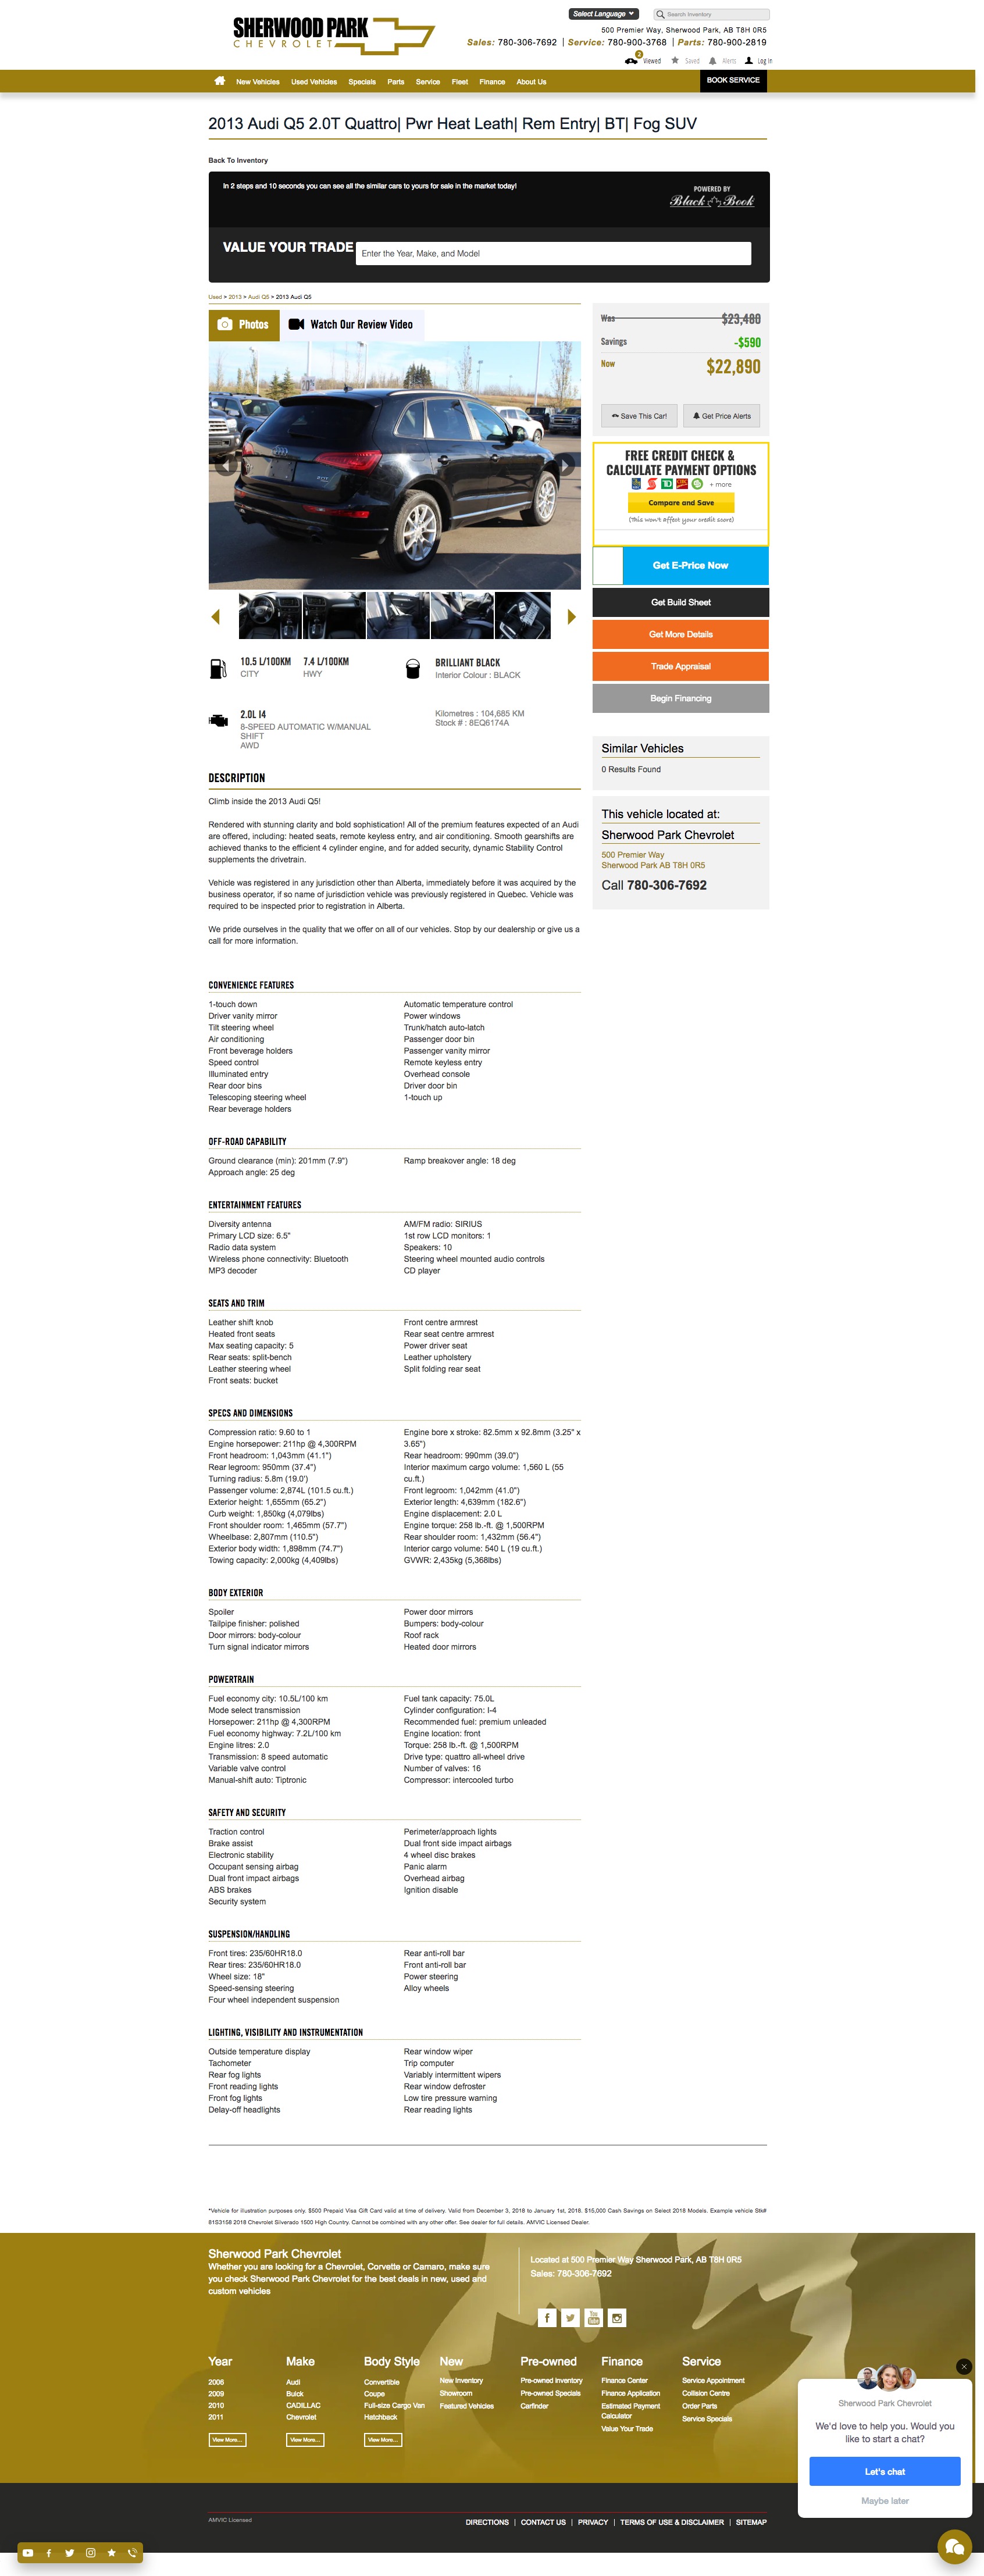 SHERWOOD PARK
CHEVROLET
Select Language
Search Inventory
500 Premier Way, Sherwood Park, AB T8H 0R5
Sales: 780-306-7692 | Service: 780-900-3768 | Parts: 780-900-2819
2
Viewed Saved Alerts Log In
New Vehicles Used Vehicles Specials Parts Service Fleet Finance About Us
BOOK SERVICE
2013 Audi Q5 2.0T Quattro| Pwr Heat Leath| Rem Entry| BT| Fog SUV
Back To Inventory
In 2 steps and 10 seconds you can see all the similar cars to yours for sale in the market today!
POWERED BY
Black Book
VALUE YOUR TRADE
Enter the Year, Make, and Model
Used > 2013 > Audi Q5 > 2013 Audi Q5
Photos
Watch Our Review Video
Was $23,480
Savings -$590
Now $22,890
Save This Car!
Get Price Alerts
FREE CREDIT CHECK &
CALCULATE PAYMENT OPTIONS
+ more
Compare and Save
(This won't affect your credit score)
Get E-Price Now
Get Build Sheet
Get More Details
Trade Appraisal
Begin Financing
10.5 L/100KM 7.4 L/100KM
CITY HWY
BRILLIANT BLACK
Interior Colour : BLACK
2.0L I4
8-SPEED AUTOMATIC W/MANUAL
SHIFT
AWD
Kilometres : 104,685 KM
Stock # : 8EQ6174A
Similar Vehicles
0 Results Found
This vehicle located at:
Sherwood Park Chevrolet
500 Premier Way
Sherwood Park AB T8H 0R5
Call 780-306-7692
DESCRIPTION
Climb inside the 2013 Audi Q5!
Rendered with stunning clarity and bold sophistication! All of the premium features expected of an Audi
are offered, including: heated seats, remote keyless entry, and air conditioning. Smooth gearshifts are
achieved thanks to the efficient 4 cylinder engine, and for added security, dynamic Stability Control
supplements the drivetrain.
Vehicle was registered in any jurisdiction other than Alberta, immediately before it was acquired by the
business operator, if so name of jurisdiction vehicle was previously registered in Quebec. Vehicle was
required to be inspected prior to registration in Alberta.
We pride ourselves in the quality that we offer on all of our vehicles. Stop by our dealership or give us a
call for more information.
CONVENIENCE FEATURES
1-touch down Automatic temperature control
Driver vanity mirror Power windows
Tilt steering wheel Trunk/hatch auto-latch
Air conditioning Passenger door bin
Front beverage holders Passenger vanity mirror
Speed control Remote keyless entry
Illuminated entry Overhead console
Rear door bins Driver door bin
Telescoping steering wheel 1-touch up
Rear beverage holders
OFF-ROAD CAPABILITY
Ground clearance (min): 201mm (7.9") Ramp breakover angle: 18 deg
Approach angle: 25 deg
ENTERTAINMENT FEATURES
Diversity antenna AM/FM radio: SIRIUS
Primary LCD size: 6.5" 1st row LCD monitors: 1
Radio data system Speakers: 10
Wireless phone connectivity: Bluetooth Steering wheel mounted audio controls
MP3 decoder CD player
SEATS AND TRIM
Leather shift knob Front centre armrest
Heated front seats Rear seat centre armrest
Max seating capacity: 5 Power driver seat
Rear seats: split-bench Leather upholstery
Leather steering wheel Split folding rear seat
Front seats: bucket
SPECS AND DIMENSIONS
Compression ratio: 9.60 to 1 Engine bore x stroke: 82.5mm x 92.8mm (3.25" x
Engine horsepower: 211hp @ 4,300RPM 3.65")
Front headroom: 1,043mm (41.1") Rear headroom: 990mm (39.0")
Rear legroom: 950mm (37.4") Interior maximum cargo volume: 1,560 L (55
Turning radius: 5.8m (19.0') cu.ft.)
Passenger volume: 2,874L (101.5 cu.ft.) Front legroom: 1,042mm (41.0")
Exterior height: 1,655mm (65.2") Exterior length: 4,639mm (182.6")
Curb weight: 1,850kg (4,079lbs) Engine displacement: 2.0 L
Front shoulder room: 1,465mm (57.7") Engine torque: 258 lb.-ft. @ 1,500RPM
Wheelbase: 2,807mm (110.5") Rear shoulder room: 1,432mm (56.4")
Exterior body width: 1,898mm (74.7") Interior cargo volume: 540 L (19 cu.ft.)
Towing capacity: 2,000kg (4,409lbs) GVWR: 2,435kg (5,368lbs)
BODY EXTERIOR
Spoiler Power door mirrors
Tailpipe finisher: polished Bumpers: body-colour
Door mirrors: body-colour Roof rack
Turn signal indicator mirrors Heated door mirrors
POWERTRAIN
Fuel economy city: 10.5L/100 km Fuel tank capacity: 75.0L
Mode select transmission Cylinder configuration: I-4
Horsepower: 211hp @ 4,300RPM Recommended fuel: premium unleaded
Fuel economy highway: 7.2L/100 km Engine location: front
Engine litres: 2.0 Torque: 258 lb.-ft. @ 1,500RPM
Transmission: 8 speed automatic Drive type: quattro all-wheel drive
Variable valve control Number of valves: 16
Manual-shift auto: Tiptronic Compressor: intercooled turbo
SAFETY AND SECURITY
Traction control Perimeter/approach lights
Brake assist Dual front side impact airbags
Electronic stability 4 wheel disc brakes
Occupant sensing airbag Panic alarm
Dual front impact airbags Overhead airbag
ABS brakes Ignition disable
Security system
SUSPENSION/HANDLING
Front tires: 235/60HR18.0 Rear anti-roll bar
Rear tires: 235/60HR18.0 Front anti-roll bar
Wheel size: 18" Power steering
Speed-sensing steering Alloy wheels
Four wheel independent suspension
LIGHTING, VISIBILITY AND INSTRUMENTATION
Outside temperature display Rear window wiper
Tachometer Trip computer
Rear fog lights Variably intermittent wipers
Front reading lights Rear window defroster
Front fog lights Low tire pressure warning
Delay-off headlights Rear reading lights
*Vehicle for illustration purposes only. $500 Prepaid Visa Gift Card valid at time of delivery. Valid from December 3, 2018 to January 1st, 2018. $15,000 Cash Savings on Select 2018 Models. Example vehicle Stk#
81S3158 2018 Chevrolet Silverado 1500 High Country. Cannot be combined with any other offer. See dealer for full details. AMVIC Licensed Dealer.
Sherwood Park Chevrolet
Whether you are looking for a Chevrolet, Corvette or Camaro, make sure
you check Sherwood Park Chevrolet for the best deals in new, used and
custom vehicles
Located at 500 Premier Way Sherwood Park, AB T8H 0R5
Sales: 780-306-7692
Year Make Body Style New Pre-owned Finance Service
2006 Audi Convertible New Inventory Pre-owned Inventory Finance Center Service Appointment
2009 Buick Coupe Showroom Pre-owned Specials Finance Application Collision Centre
2010 CADILLAC Full-size Cargo Van Featured Vehicles Carfinder Estimated Payment Order Parts
Calculator
2011 Chevrolet Hatchback Value Your Trade Service Specials
View More... View More... View More...
Sherwood Park Chevrolet
We'd love to help you. Would you
like to start a chat?
Let's chat
Maybe later
AMVIC Licensed
DIRECTIONS | CONTACT US | PRIVACY | TERMS OF USE & DISCLAIMER | SITEMAP